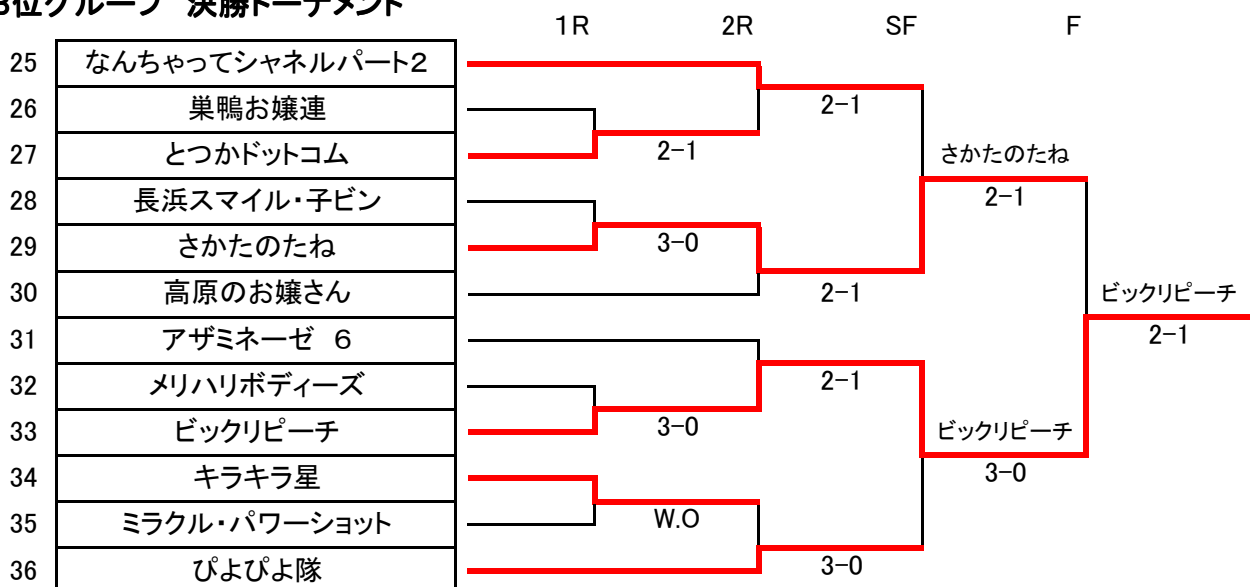 3位グループ 決勝トーナメント
1R 2R SF F
25 なんちゃってシャネルパート2
26 巣鴨お嬢連
2-1
27 とつかドットコム
2-1
さかたのたね
28 長浜スマイル・子ビン
2-1
29 さかたのたね
3-0
30 高原のお嬢さん
2-1
ビックリピーチ
31 アザミネーゼ 6
2-1
32 メリハリボディーズ
2-1
33 ビックリピーチ
3-0
ビックリピーチ
34 キラキラ星
3-0
35 ミラクル・パワーショット
W.O
36 ぴよぴよ隊
3-0